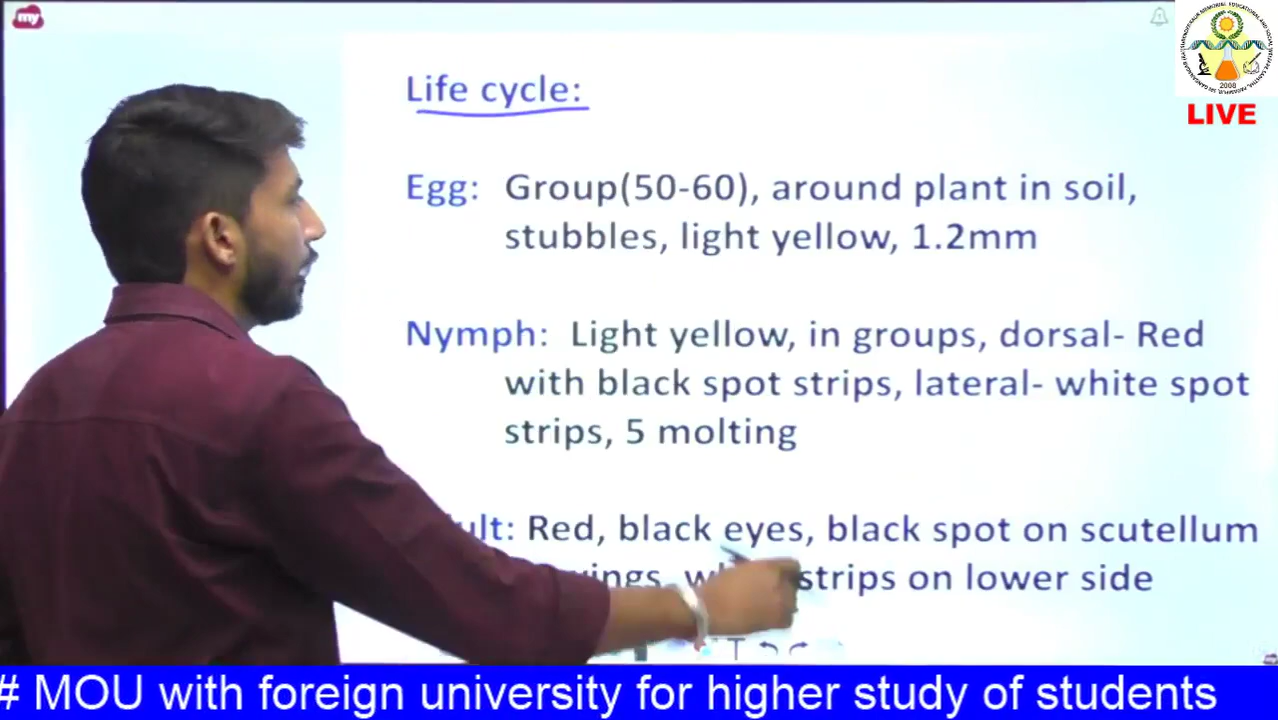 my
LIVE
2008
Life cycle:
Egg: Group(50-60), around plant in soil,
stubbles, light yellow, 1.2mm
Nymph: Light yellow, in groups, dorsal- Red
with black spot strips, lateral- white spot
strips, 5 molting
Red, black eyes, black spot on scutellum
strips on lower side
# MOU with foreign university for higher study of students